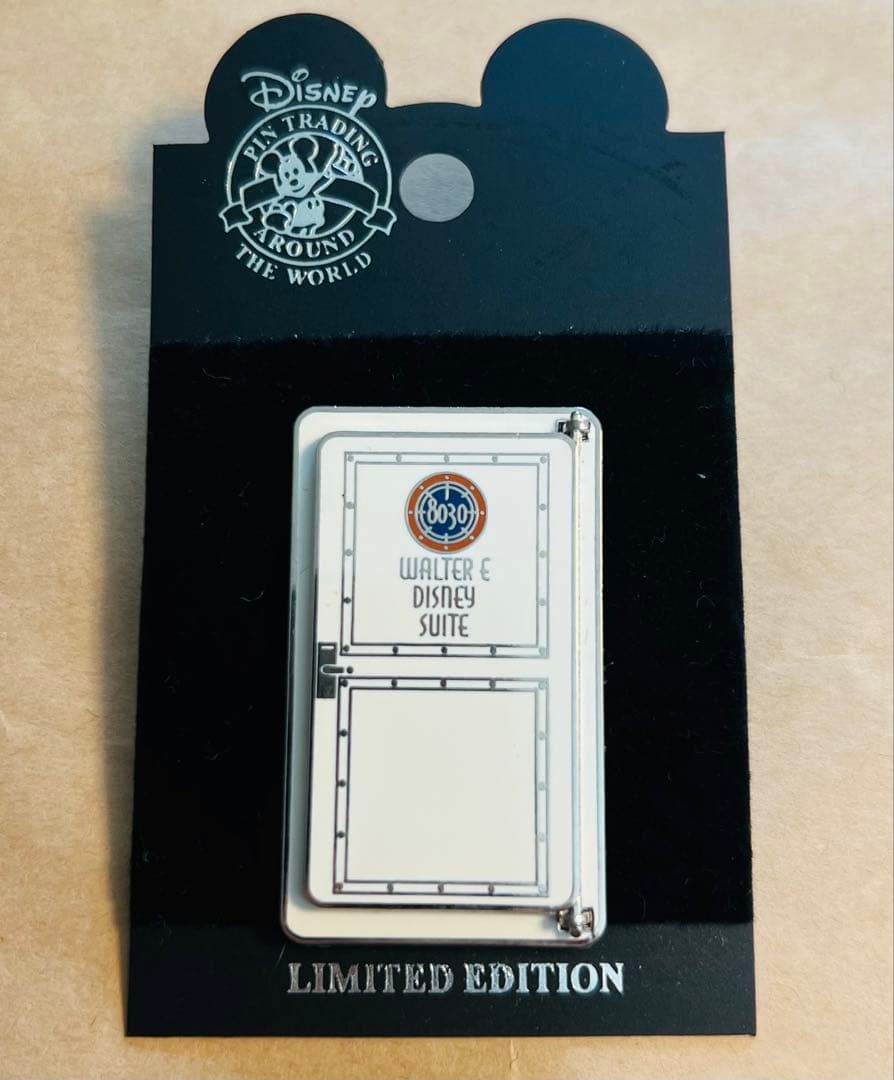 Disney
PIN TRADING
AROUND
THE WORLD
8030
WALTER E
DISNEY
SUITE
LIMITED EDITION